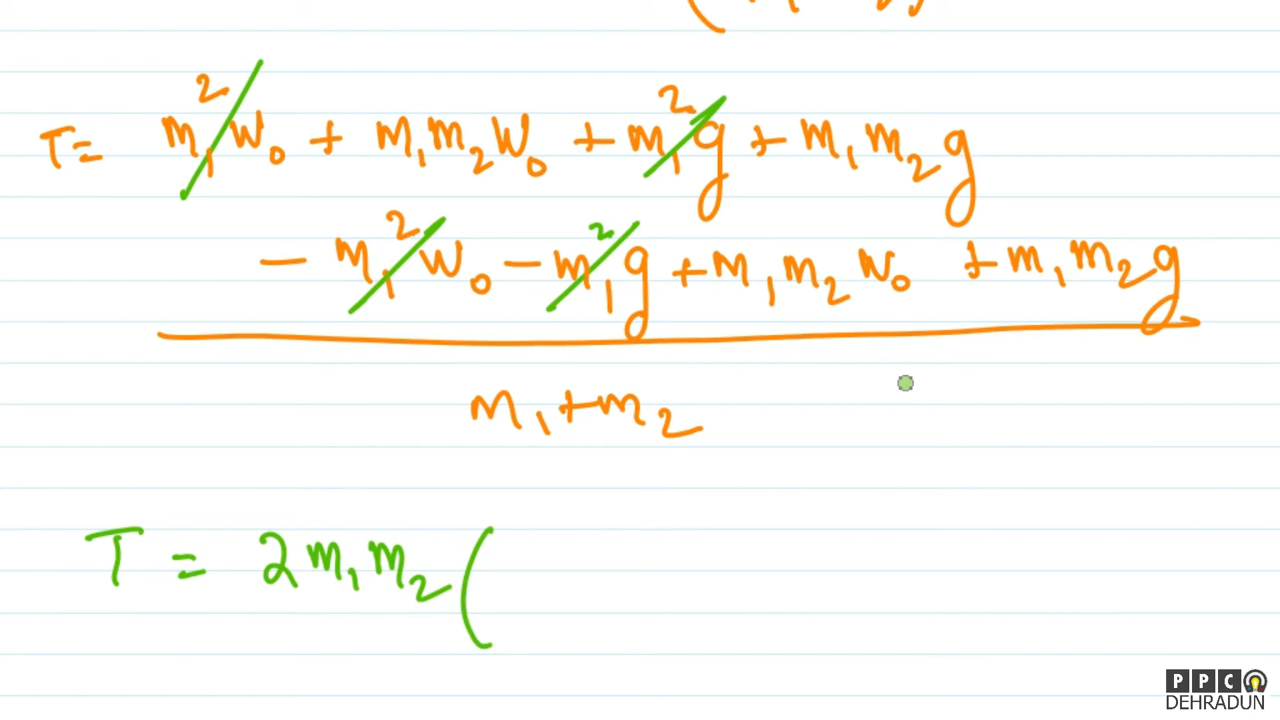 T= m₁²w₀ + m₁m₂w₀ + m₁²g + m₁m₂g
− m₁²w₀ − m₁²g + m₁m₂w₀ + m₁m₂g
m₁+m₂
T = 2m₁m₂(
PPC
DEHRADUN